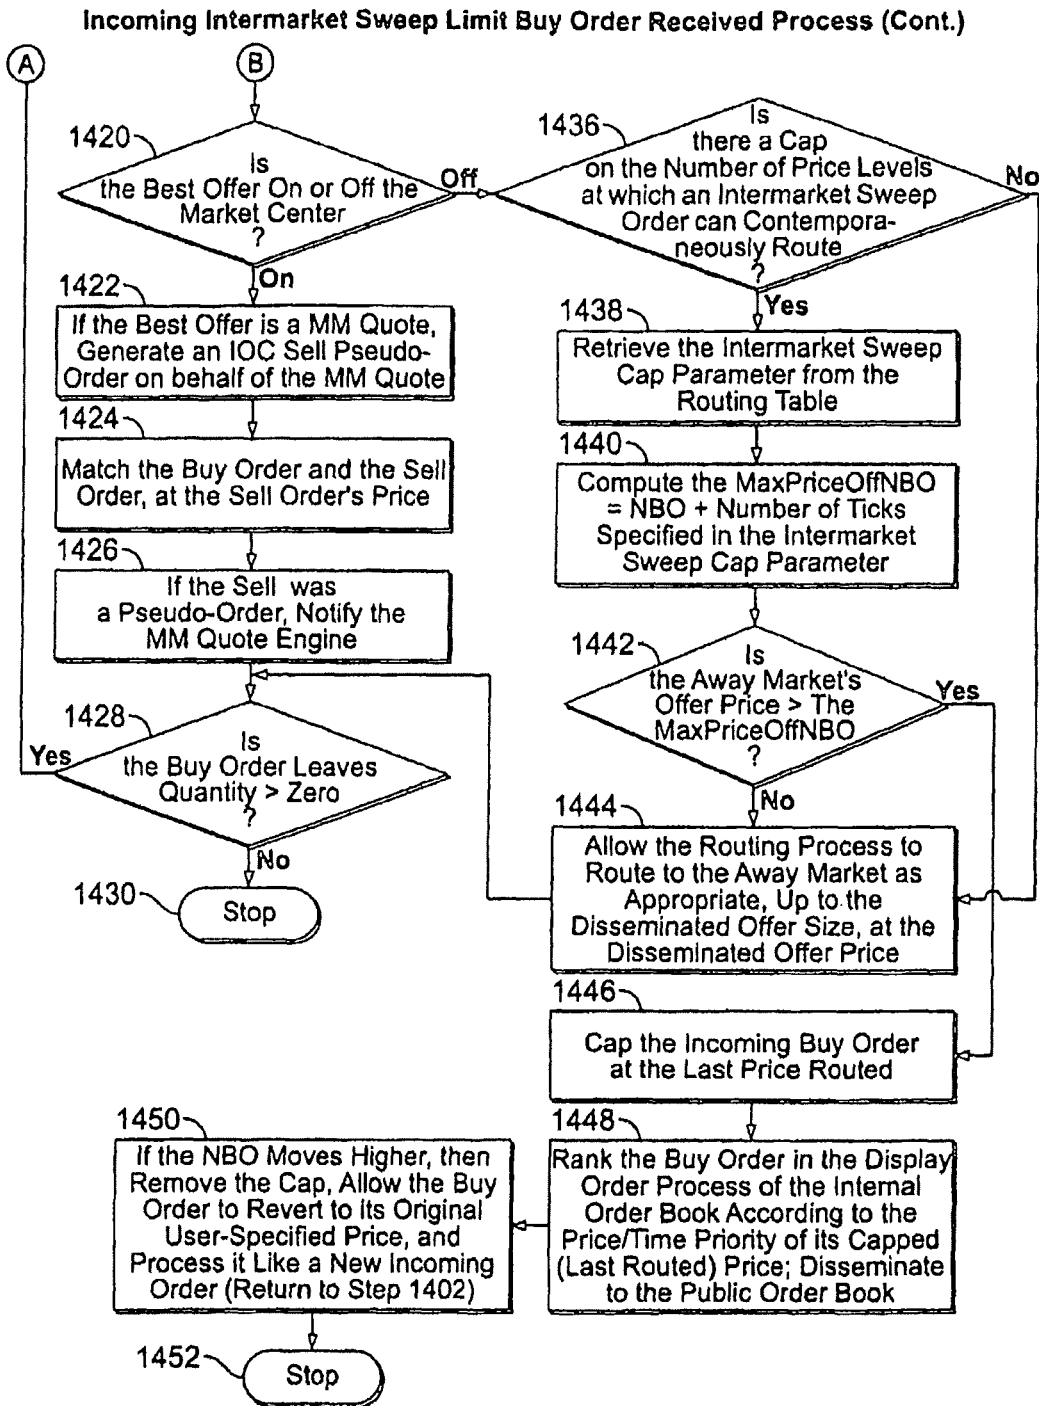 Incoming Intermarket Sweep Limit Buy Order Received Process (Cont.)
A
B
1420
Is
the Best Offer On or Off the
Market Center
?
Off
On
1422
If the Best Offer is a MM Quote,
Generate an IOC Sell Pseudo-
Order on behalf of the MM Quote
1424
Match the Buy Order and the Sell
Order, at the Sell Order's Price
1426
If the Sell was
a Pseudo-Order, Notify the
MM Quote Engine
1428
Yes
Is
the Buy Order Leaves
Quantity > Zero
?
No
1430
Stop
1436
Is
there a Cap
on the Number of Price Levels
at which an Intermarket Sweep
Order can Contempora-
neously Route
?
No
Yes
1438
Retrieve the Intermarket Sweep
Cap Parameter from the
Routing Table
1440
Compute the MaxPriceOffNBO
= NBO + Number of Ticks
Specified in the Intermarket
Sweep Cap Parameter
1442
Is
the Away Market's
Offer Price > The
MaxPriceOffNBO
?
Yes
No
1444
Allow the Routing Process to
Route to the Away Market as
Appropriate, Up to the
Disseminated Offer Size, at the
Disseminated Offer Price
1446
Cap the Incoming Buy Order
at the Last Price Routed
1448
Rank the Buy Order in the Display
Order Process of the Internal
Order Book According to the
Price/Time Priority of its Capped
(Last Routed) Price; Disseminate
to the Public Order Book
1450
If the NBO Moves Higher, then
Remove the Cap, Allow the Buy
Order to Revert to Its Original
User-Specified Price, and
Process it Like a New Incoming
Order (Return to Step 1402)
1452
Stop